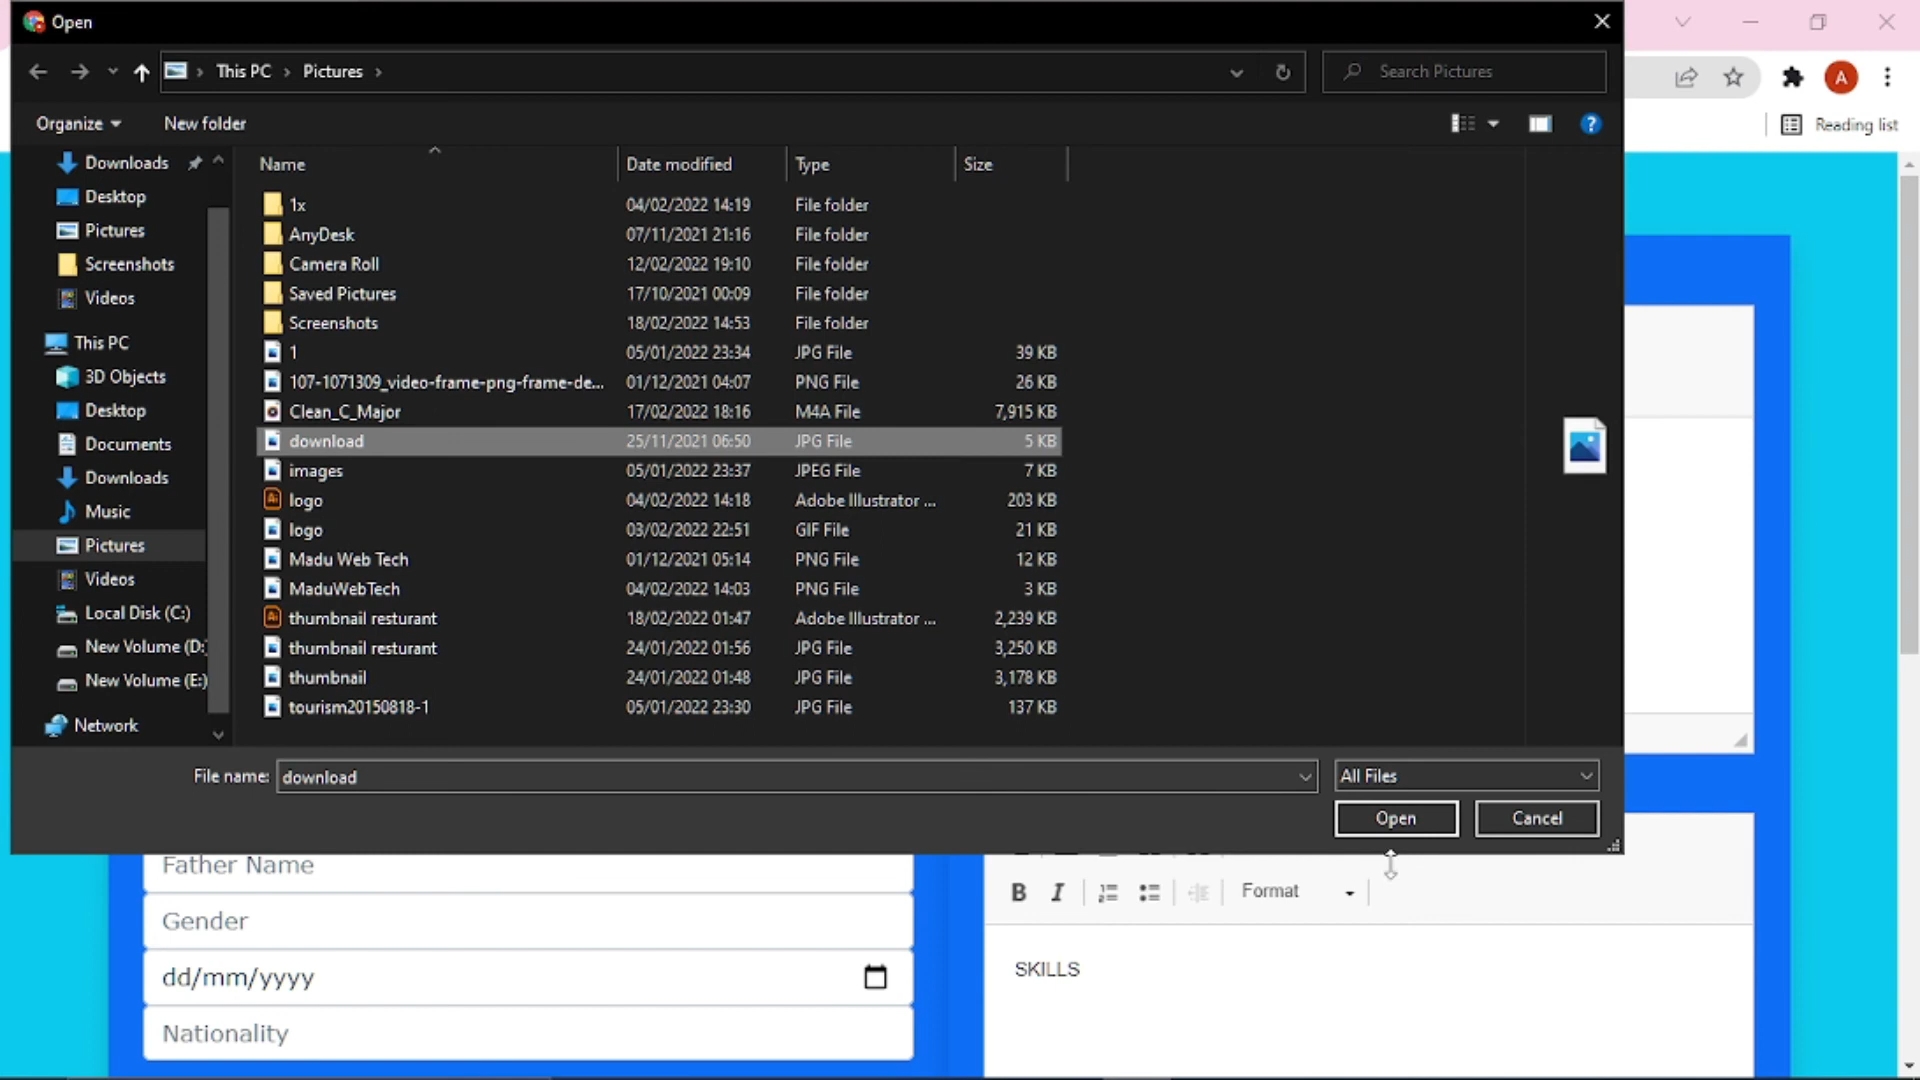 Open
This PC
Pictures
Search Pictures
A
Organize
New folder
Reading list
Downloads
Desktop
Pictures
Screenshots
Videos
This PC
3D Objects
Desktop
Documents
Downloads
Music
Pictures
Videos
Local Disk (C:)
New Volume (D:
New Volume (E:)
Network
Name Date modified Type Size
1x 04/02/2022 14:19 File folder
AnyDesk 07/11/2021 21:16 File folder
Camera Roll 12/02/2022 19:10 File folder
Saved Pictures 17/10/2021 00:09 File folder
Screenshots 18/02/2022 14:53 File folder
1 05/01/2022 23:34 JPG File 39 KB
107-1071309_video-frame-png-frame-de... 01/12/2021 04:07 PNG File 26 KB
Clean_C_Major 17/02/2022 18:16 M4A File 7,915 KB
download 25/11/2021 06:50 JPG File 5 KB
images 05/01/2022 23:37 JPEG File 7 KB
logo 04/02/2022 14:18 Adobe Illustrator ... 203 KB
logo 03/02/2022 22:51 GIF File 21 KB
Madu Web Tech 01/12/2021 05:14 PNG File 12 KB
MaduWebTech 04/02/2022 14:03 PNG File 3 KB
thumbnail resturant 18/02/2022 01:47 Adobe Illustrator ... 2,239 KB
thumbnail resturant 24/01/2022 01:56 JPG File 3,250 KB
thumbnail 24/01/2022 01:48 JPG File 3,178 KB
tourism20150818-1 05/01/2022 23:30 JPG File 137 KB
File name: download
All Files
Open
Cancel
Father Name
Gender
dd/mm/yyyy
Nationality
B I Format
SKILLS